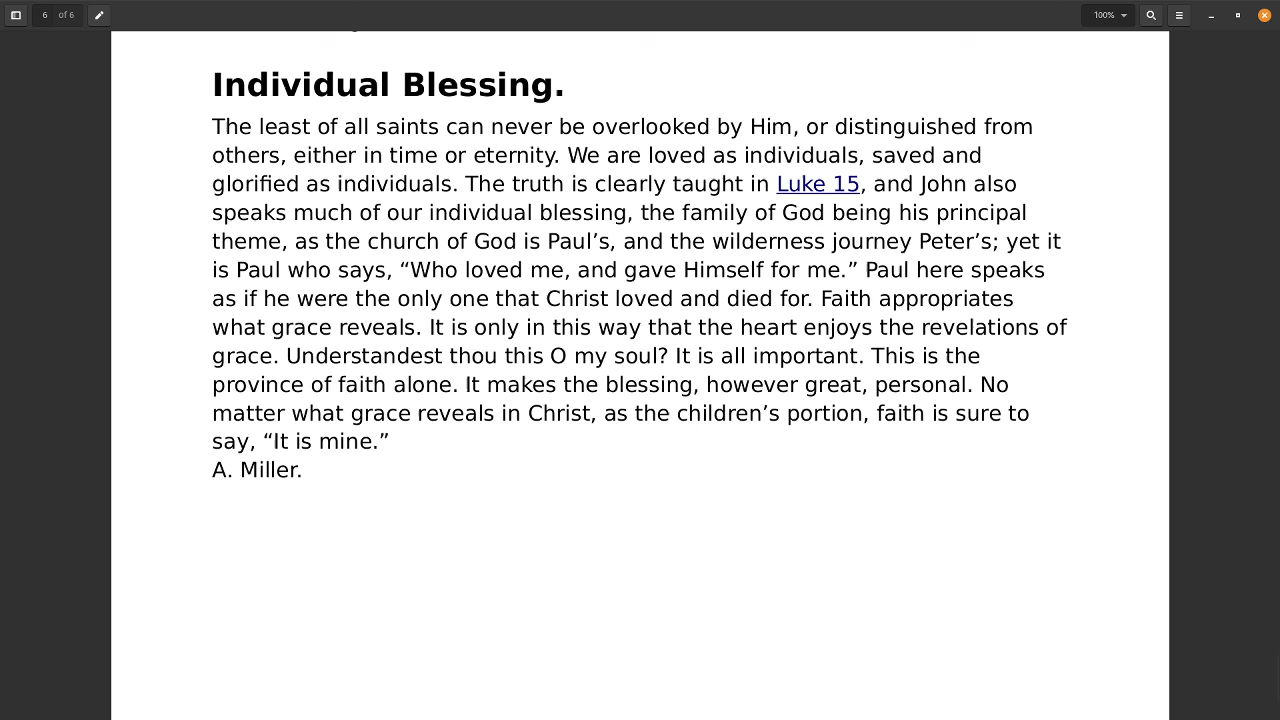 6 of 6
100%
Individual Blessing.
The least of all saints can never be overlooked by Him, or distinguished from
others, either in time or eternity. We are loved as individuals, saved and
glorified as individuals. The truth is clearly taught in Luke 15, and John also
speaks much of our individual blessing, the family of God being his principal
theme, as the church of God is Paul’s, and the wilderness journey Peter’s; yet it
is Paul who says, “Who loved me, and gave Himself for me.” Paul here speaks
as if he were the only one that Christ loved and died for. Faith appropriates
what grace reveals. It is only in this way that the heart enjoys the revelations of
grace. Understandest thou this O my soul? It is all important. This is the
province of faith alone. It makes the blessing, however great, personal. No
matter what grace reveals in Christ, as the children’s portion, faith is sure to
say, “It is mine.”
A. Miller.